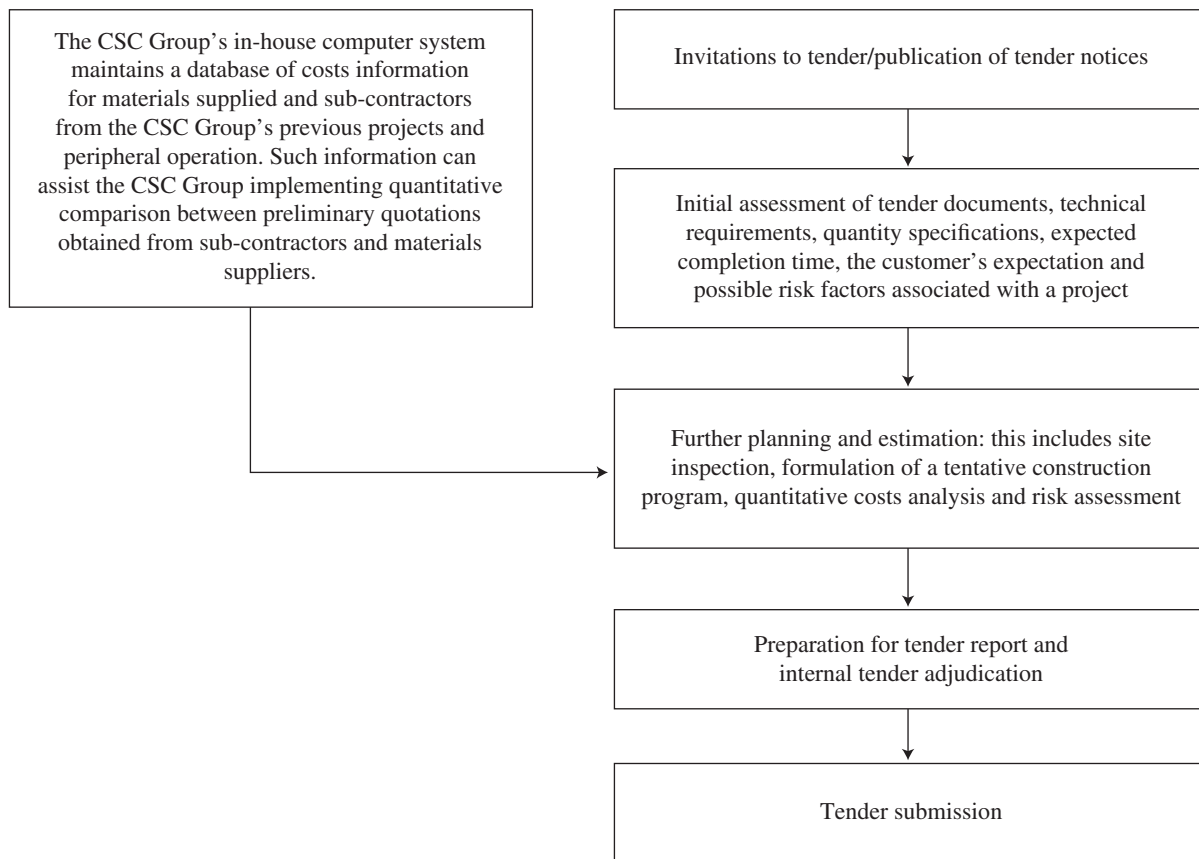 The CSC Group's in-house computer system
maintains a database of costs information
for materials supplied and sub-contractors
from the CSC Group's previous projects and
peripheral operation. Such information can
assist the CSC Group implementing quantitative
comparison between preliminary quotations
obtained from sub-contractors and materials
suppliers.
Invitations to tender/publication of tender notices
Initial assessment of tender documents, technical
requirements, quantity specifications, expected
completion time, the customer's expectation and
possible risk factors associated with a project
Further planning and estimation: this includes site
inspection, formulation of a tentative construction
program, quantitative costs analysis and risk assessment
Preparation for tender report and
internal tender adjudication
Tender submission